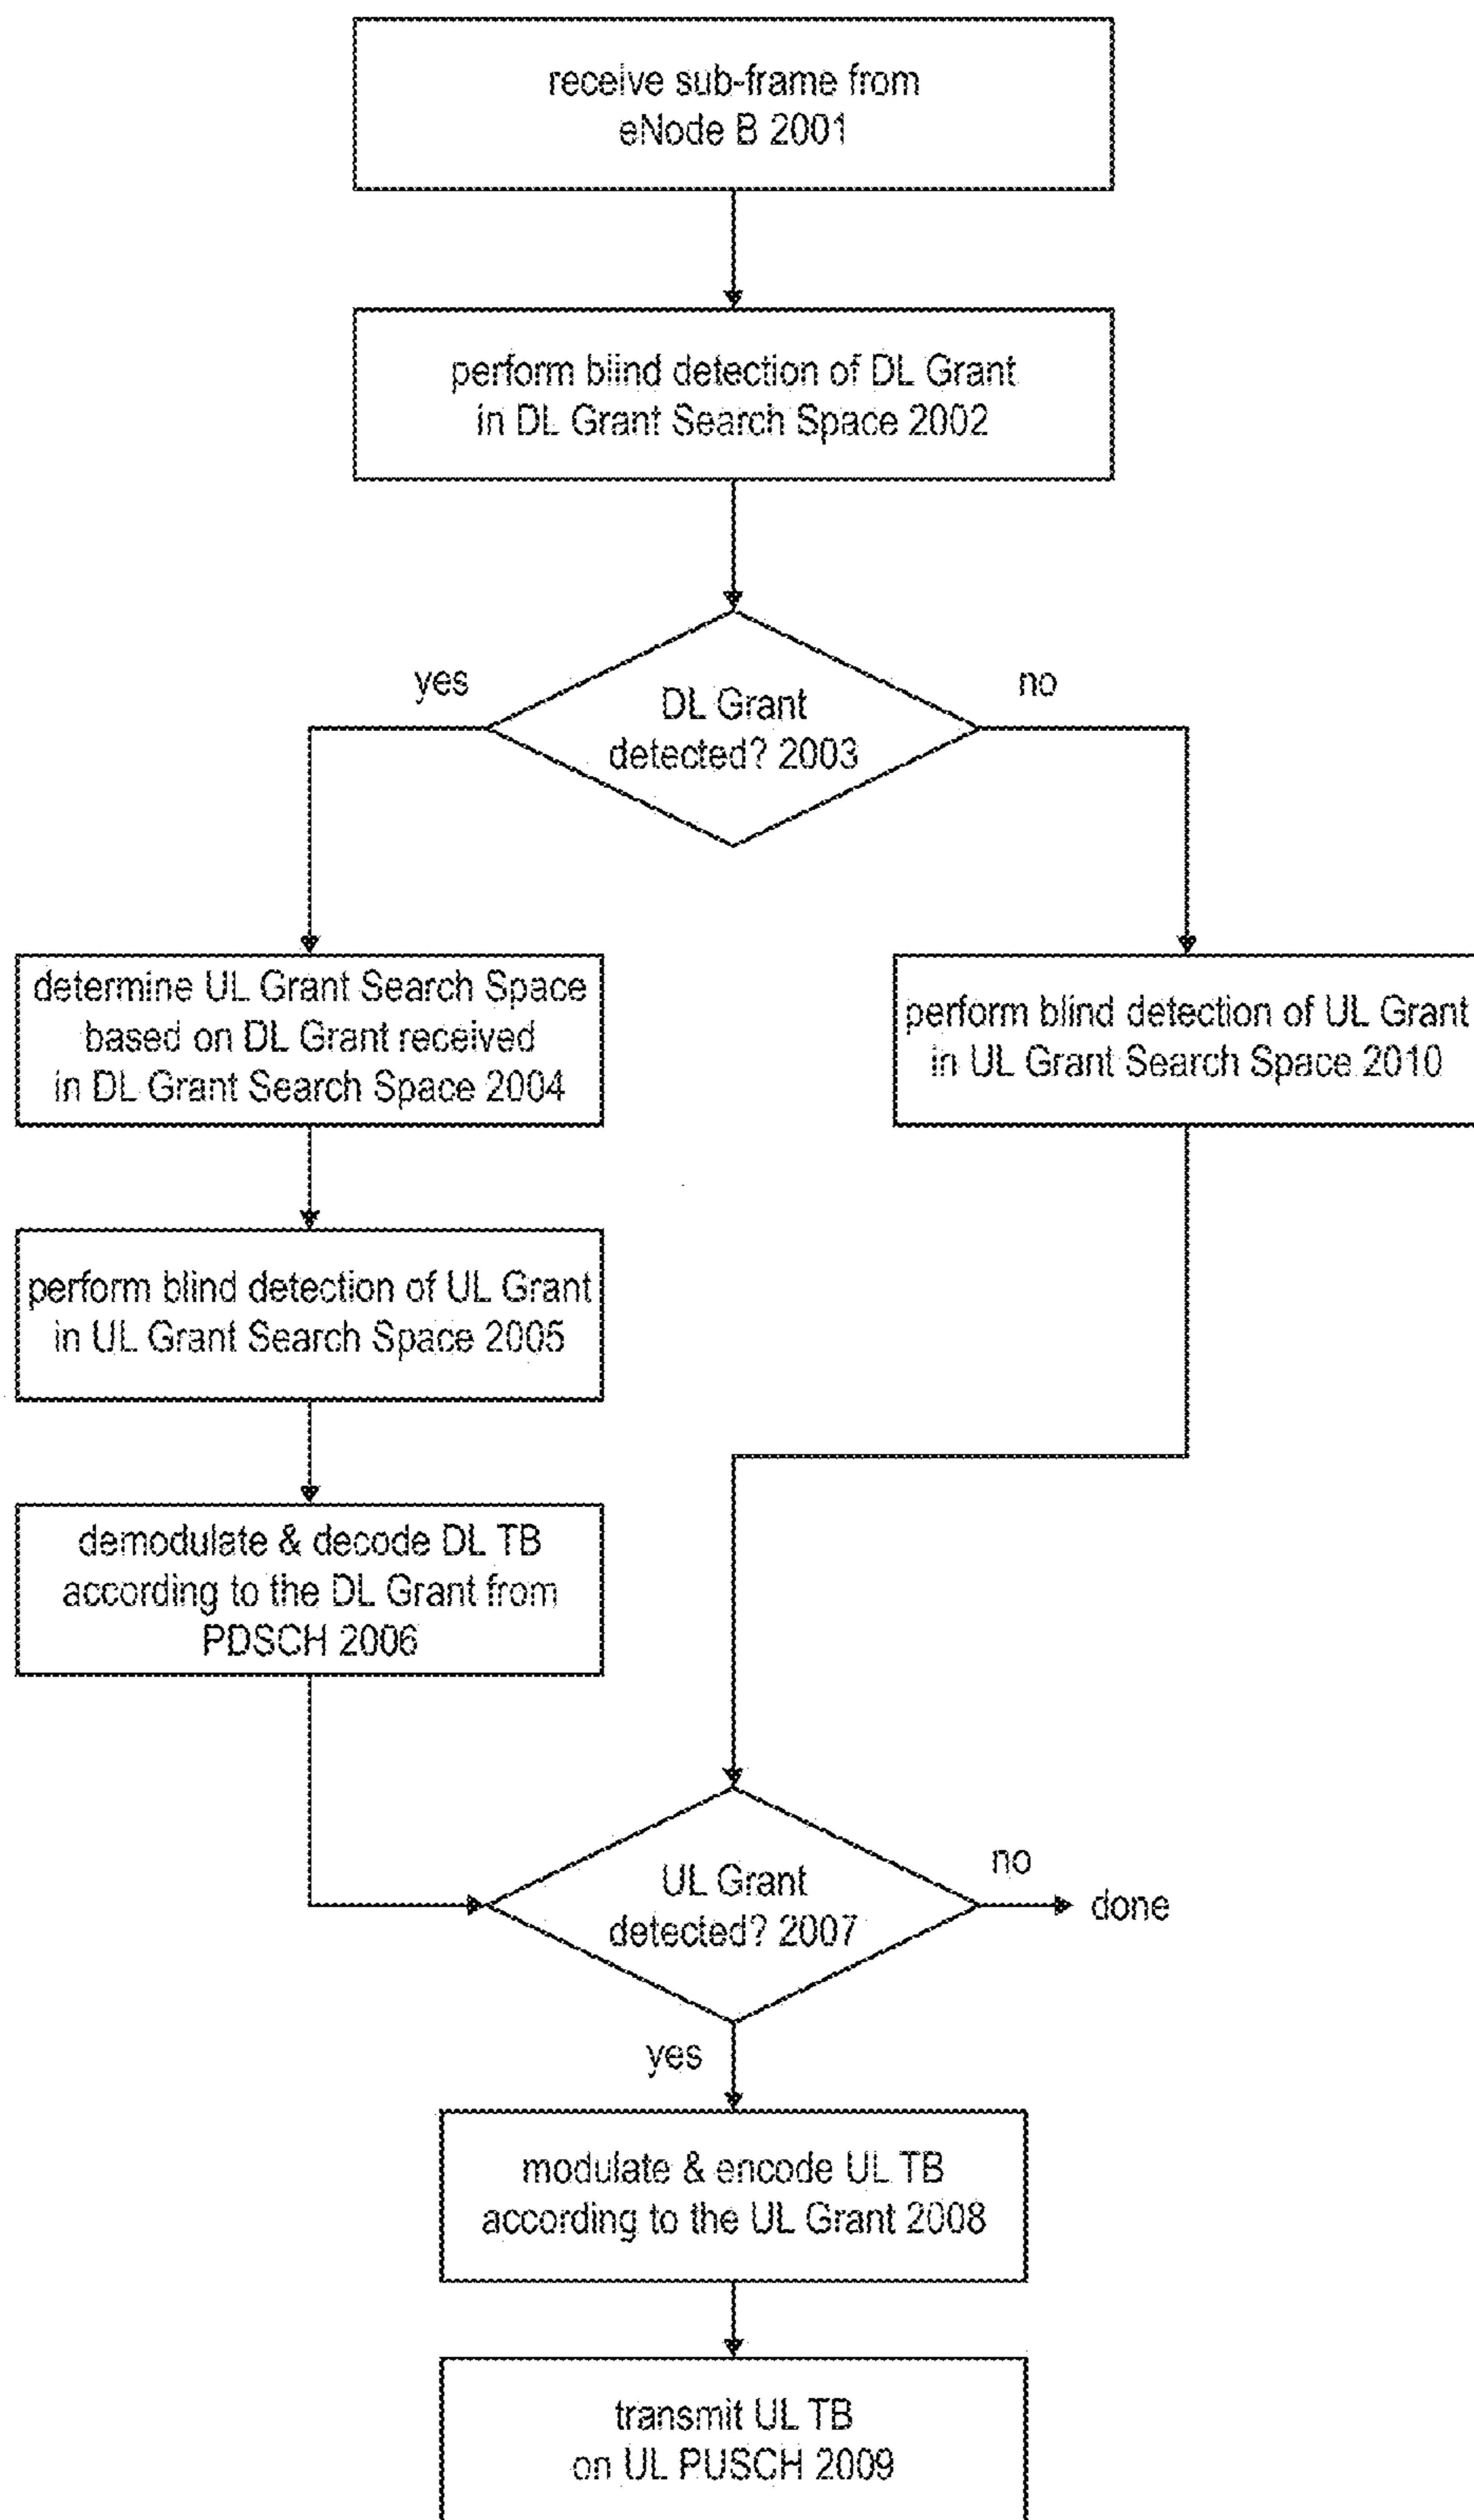 receive sub-frame from
eNode B 2001
perform blind detection of DL Grant
in DL Grant Search Space 2002
yes
no
DL Grant
detected? 2003
determine UL Grant Search Space
based on DL Grant received
in DL Grant Search Space 2004
perform blind detection of UL Grant
in UL Grant Search Space 2010
perform blind detection of UL Grant
in UL Grant Search Space 2005
demodulate & decode DL TB
according to the DL Grant from
PDSCH 2006
UL Grant
detected? 2007
no
done
yes
modulate & encode UL TB
according to the UL Grant 2008
transmit UL TB
on UL PUSCH 2009